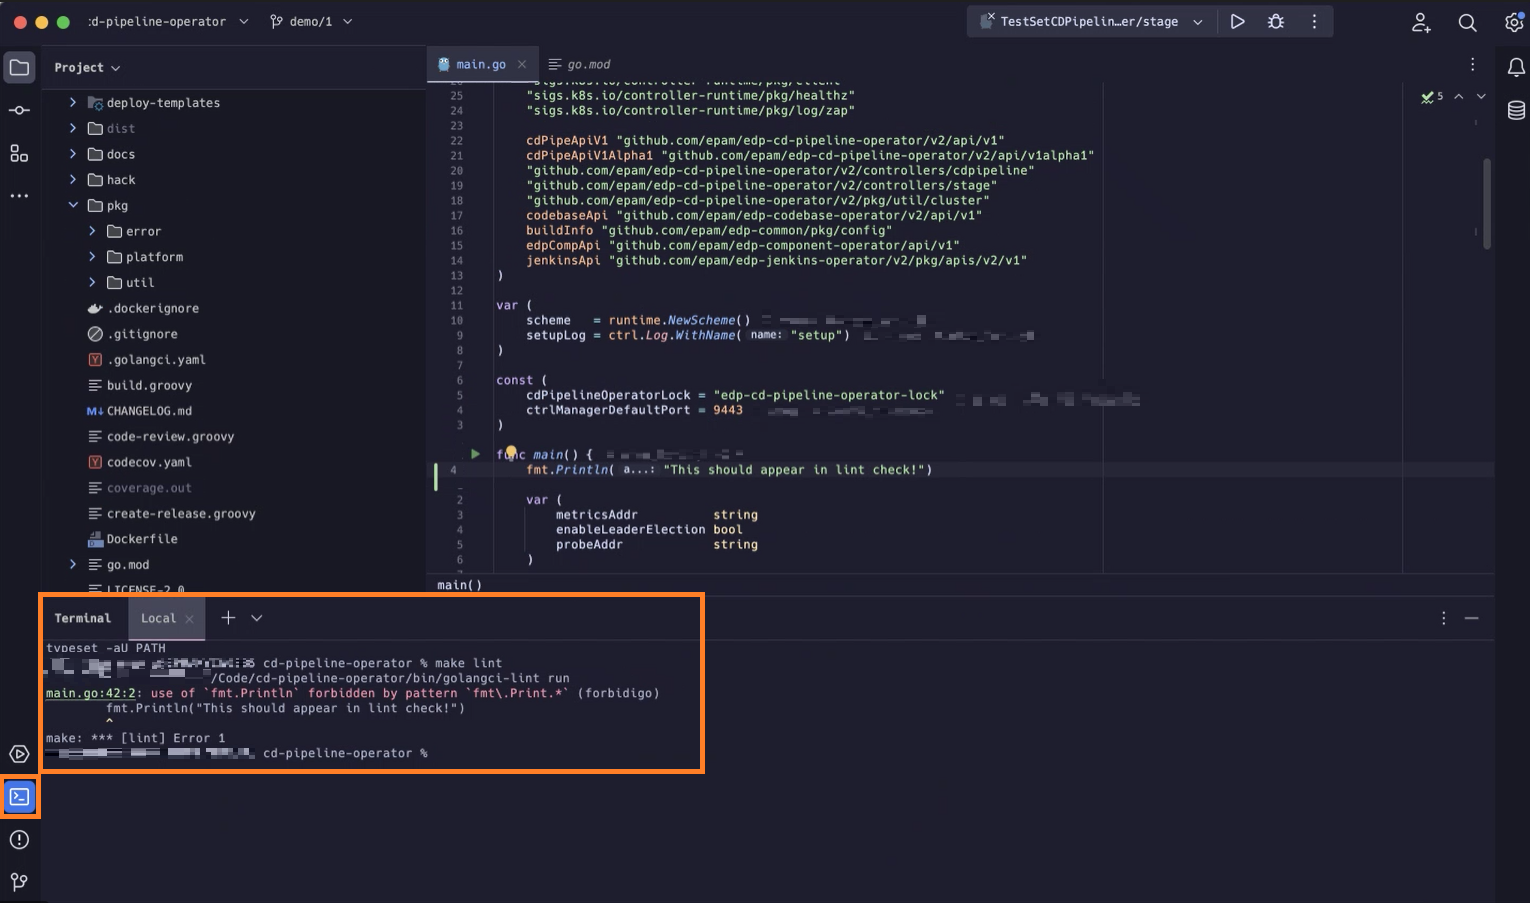 :d-pipeline-operator
demo/1
TestSetCDPipelin…er/stage
Project
main.go
go.mod
deploy-templates
dist
docs
hack
pkg
error
platform
util
.dockerignore
.gitignore
.golangci.yaml
build.groovy
CHANGELOG.md
code-review.groovy
codecov.yaml
coverage.out
create-release.groovy
Dockerfile
go.mod
LICENSE-2.0
5
26 "sigs.k8s.io/controller-runtime/pkg/client"
25 "sigs.k8s.io/controller-runtime/pkg/healthz"
24 "sigs.k8s.io/controller-runtime/pkg/log/zap"
23
22 cdPipeApiV1 "github.com/epam/edp-cd-pipeline-operator/v2/api/v1"
21 cdPipeApiV1Alpha1 "github.com/epam/edp-cd-pipeline-operator/v2/api/v1alpha1"
20 "github.com/epam/edp-cd-pipeline-operator/v2/controllers/cdpipeline"
19 "github.com/epam/edp-cd-pipeline-operator/v2/controllers/stage"
18 "github.com/epam/edp-cd-pipeline-operator/v2/pkg/util/cluster"
17 codebaseApi "github.com/epam/edp-codebase-operator/v2/api/v1"
16 buildInfo "github.com/epam/edp-common/pkg/config"
15 edpCompApi "github.com/epam/edp-component-operator/api/v1"
14 jenkinsApi "github.com/epam/edp-jenkins-operator/v2/pkg/apis/v2/v1"
13 )
12
11 var (
10 scheme = runtime.NewScheme()
9 setupLog = ctrl.Log.WithName( name: "setup")
8 )
7
6 const (
5 cdPipelineOperatorLock = "edp-cd-pipeline-operator-lock"
4 ctrlManagerDefaultPort = 9443
3 )
func main() {
4 fmt.Println( a...: "This should appear in lint check!")
2 var (
3 metricsAddr string
4 enableLeaderElection bool
5 probeAddr string
6 )
main()
Terminal
Local
typeset -aU PATH
cd-pipeline-operator % make lint
/Code/cd-pipeline-operator/bin/golangci-lint run
main.go:42:2: use of `fmt.Println` forbidden by pattern `fmt\.Print.*` (forbidigo)
fmt.Println("This should appear in lint check!")
^
make: *** [lint] Error 1
cd-pipeline-operator %